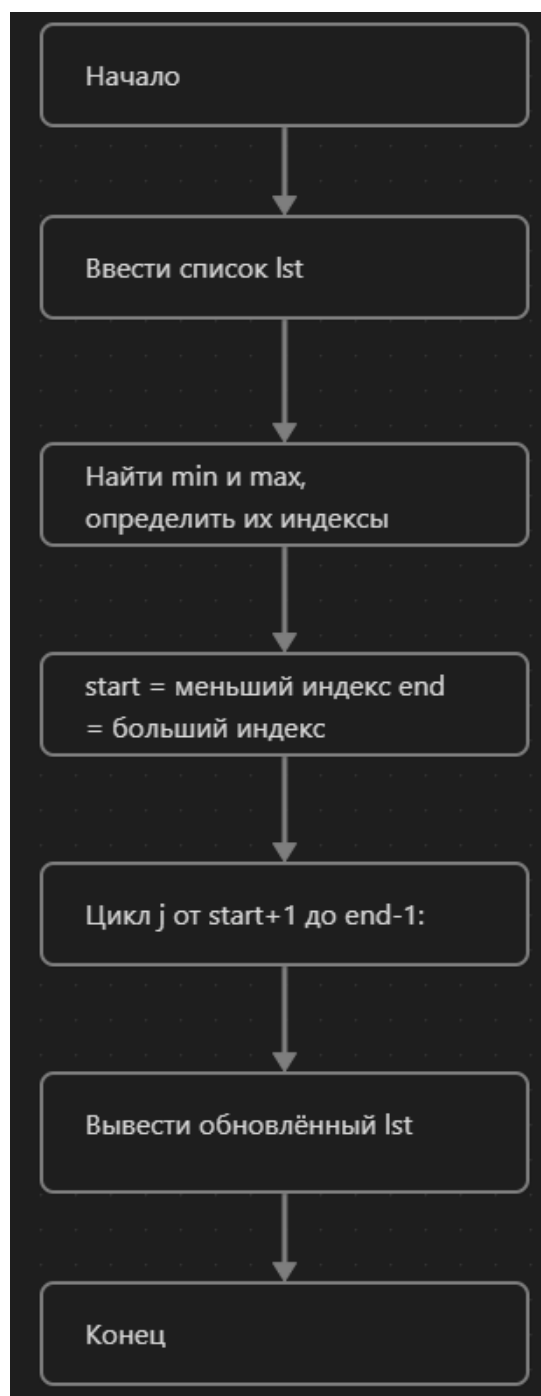 Начало
Ввести список lst
Найти min и max,
определить их индексы
start = меньший индекс end
= больший индекс
Цикл j от start+1 до end-1:
Вывести обновлённый lst
Конец